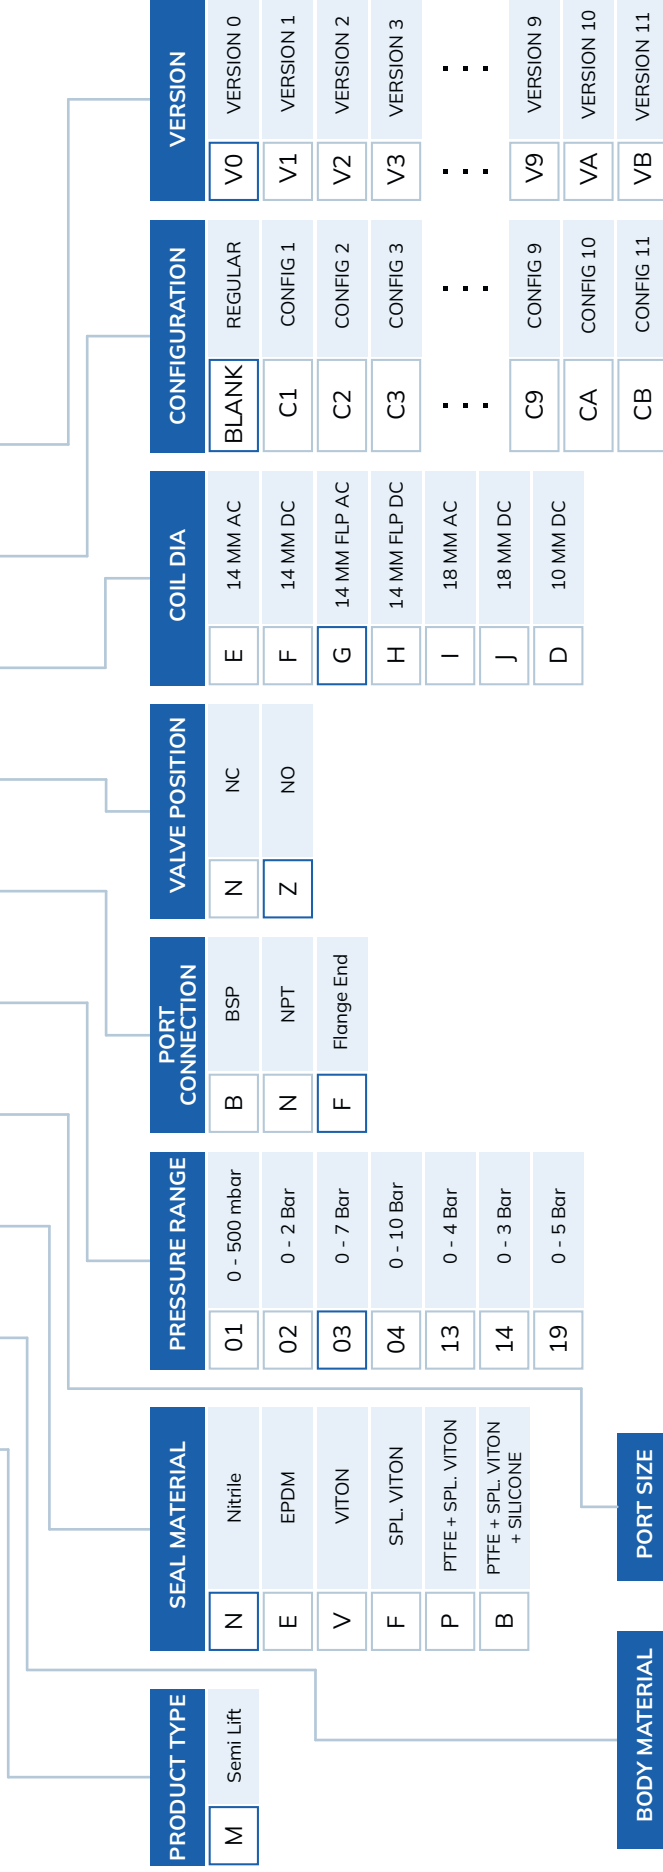 PRODUCT TYPE
M Semi Lift
SEAL MATERIAL
N Nitrile
E EPDM
V VITON
F SPL. VITON
P PTFE + SPL. VITON
B PTFE + SPL. VITON
+ SILICONE
PRESSURE RANGE
01 0 - 500 mbar
02 0 - 2 Bar
03 0 - 7 Bar
04 0 - 10 Bar
13 0 - 4 Bar
14 0 - 3 Bar
19 0 - 5 Bar
PORT
CONNECTION
B BSP
N NPT
F Flange End
VALVE POSITION
N NC
Z NO
COIL DIA
E 14 MM AC
F 14 MM DC
G 14 MM FLP AC
H 14 MM FLP DC
I 18 MM AC
J 18 MM DC
D 10 MM DC
CONFIGURATION
BLANK REGULAR
C1 CONFIG 1
C2 CONFIG 2
C3 CONFIG 3
. . . . . .
C9 CONFIG 9
CA CONFIG 10
CB CONFIG 11
VERSION
V0 VERSION 0
V1 VERSION 1
V2 VERSION 2
V3 VERSION 3
. . . . . .
V9 VERSION 9
VA VERSION 10
VB VERSION 11
BODY MATERIAL
PORT SIZE